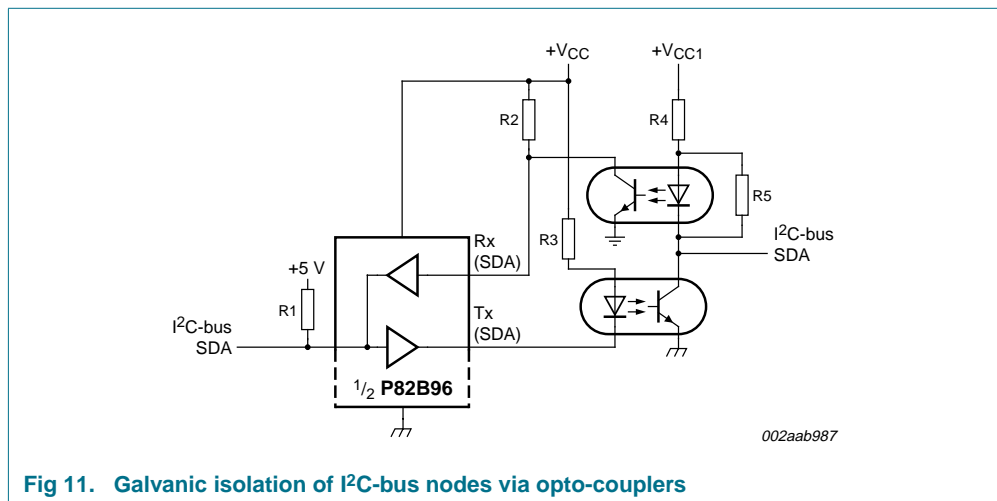 +VCC
+VCC1
R2
R4
R5
R3
I²C-bus
SDA
Rx
(SDA)
+5 V
R1
Tx
(SDA)
I²C-bus
SDA
1/2 P82B96
002aab987
Fig 11. Galvanic isolation of I²C-bus nodes via opto-couplers